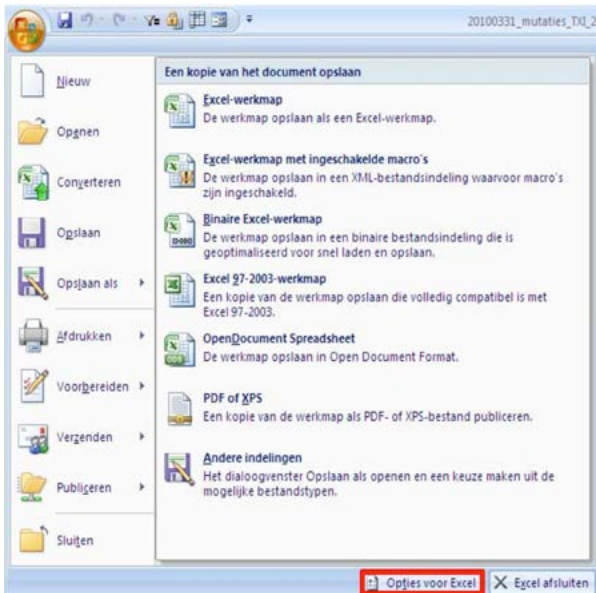 20100331_mutaties_TXI_2
Nieuw
Openen
Converteren
Opslaan
Opslaan als
Afdrukken
Voorbereiden
Verzenden
Publiceren
Sluiten
Een kopie van het document opslaan
Excel-werkmap
De werkmap opslaan als een Excel-werkmap.
Excel-werkmap met ingeschakelde macro's
De werkmap opslaan in een XML-bestandsindeling waarvoor macro's
zijn ingeschakeld.
Binaire Excel-werkmap
De werkmap opslaan in een binaire bestandsindeling die is
geoptimaliseerd voor snel laden en opslaan.
Excel 97-2003-werkmap
Een kopie van de werkmap opslaan die volledig compatibel is met
Excel 97-2003.
OpenDocument Spreadsheet
De werkmap opslaan in Open Document Format.
PDF of XPS
Een kopie van de werkmap als PDF- of XPS-bestand publiceren.
Andere indelingen
Het dialoogvenster Opslaan als openen en een keuze maken uit de
mogelijke bestandstypen.
Opties voor Excel
Excel afsluiten